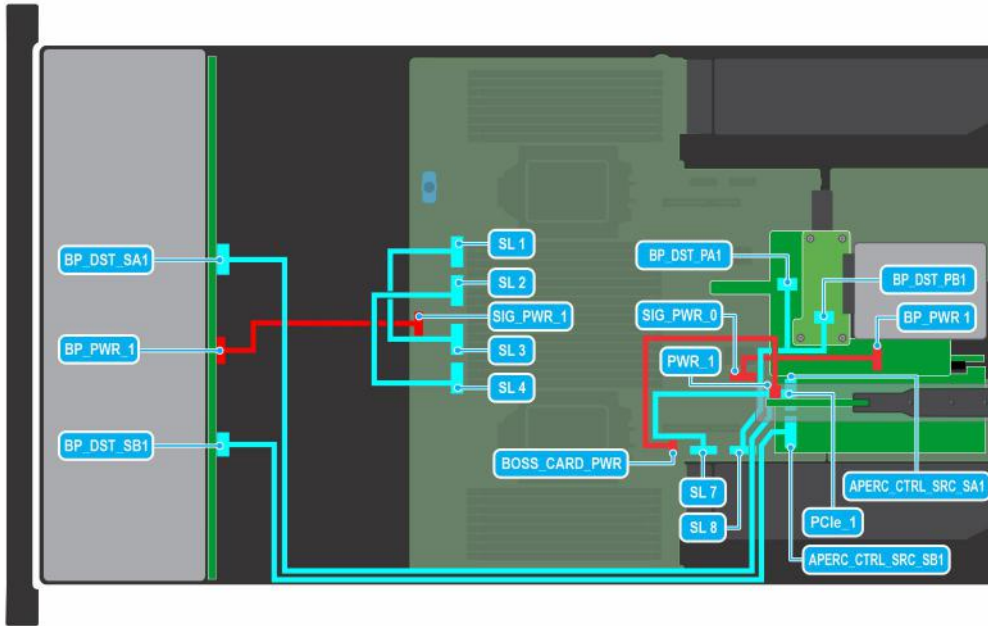 SL 1
BP_DST_SA1
BP_DST_PA1
SL 2
BP_DST_PB1
SIG_PWR_1
SIG_PWR_0
BP_PWR 1
BP_PWR_1
SL 3
PWR_1
SL 4
BP_DST_SB1
BOSS_CARD_PWR
SL 7
APERC_CTRL_SRC_SA1
SL 8
PCIe_1
APERC_CTRL_SRC_SB1